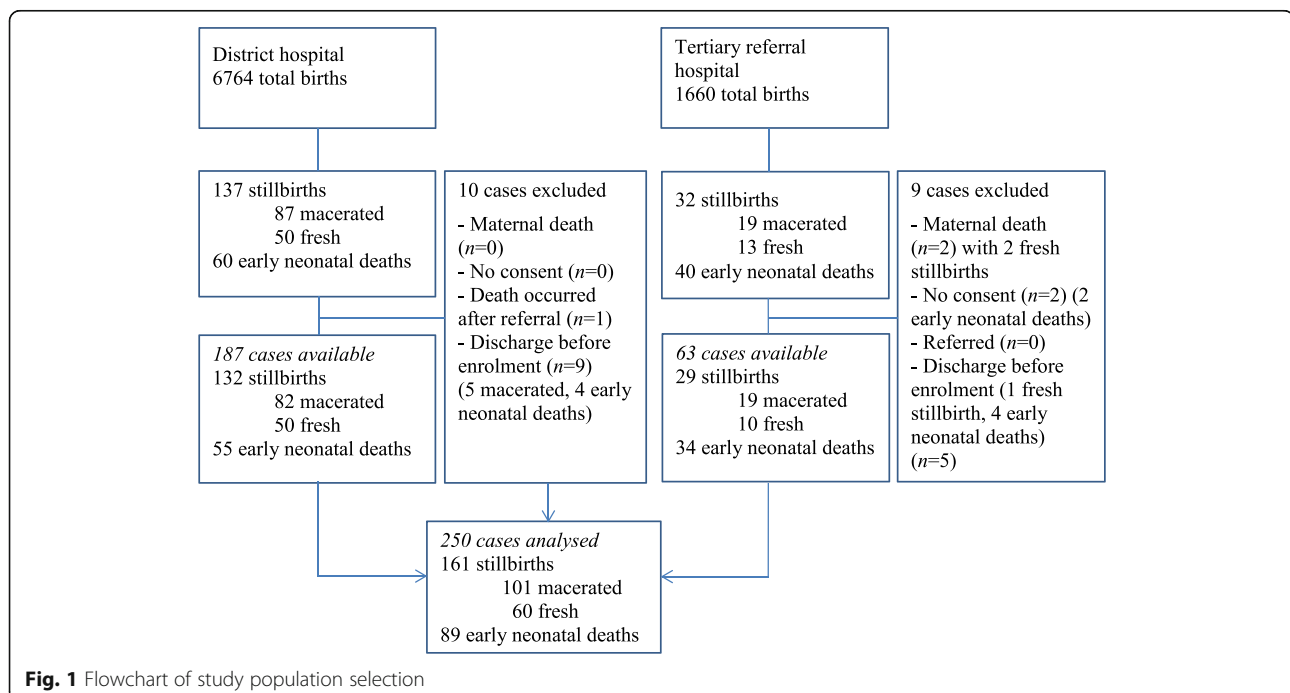 District hospital
6764 total births
Tertiary referral
hospital
1660 total births
137 stillbirths
87 macerated
50 fresh
60 early neonatal deaths
10 cases excluded
- Maternal death
(n=0)
- No consent (n=0)
- Death occurred
after referral (n=1)
- Discharge before
enrolment (n=9)
(5 macerated, 4 early
neonatal deaths)
32 stillbirths
19 macerated
13 fresh
40 early neonatal deaths
9 cases excluded
- Maternal death
(n=2) with 2 fresh
stillbirths
- No consent (n=2) (2
early neonatal deaths)
- Referred (n=0)
- Discharge before
enrolment (1 fresh
stillbirth, 4 early
neonatal deaths)
(n=5)
187 cases available
132 stillbirths
82 macerated
50 fresh
55 early neonatal deaths
63 cases available
29 stillbirths
19 macerated
10 fresh
34 early neonatal deaths
250 cases analysed
161 stillbirths
101 macerated
60 fresh
89 early neonatal deaths
Fig. 1 Flowchart of study population selection